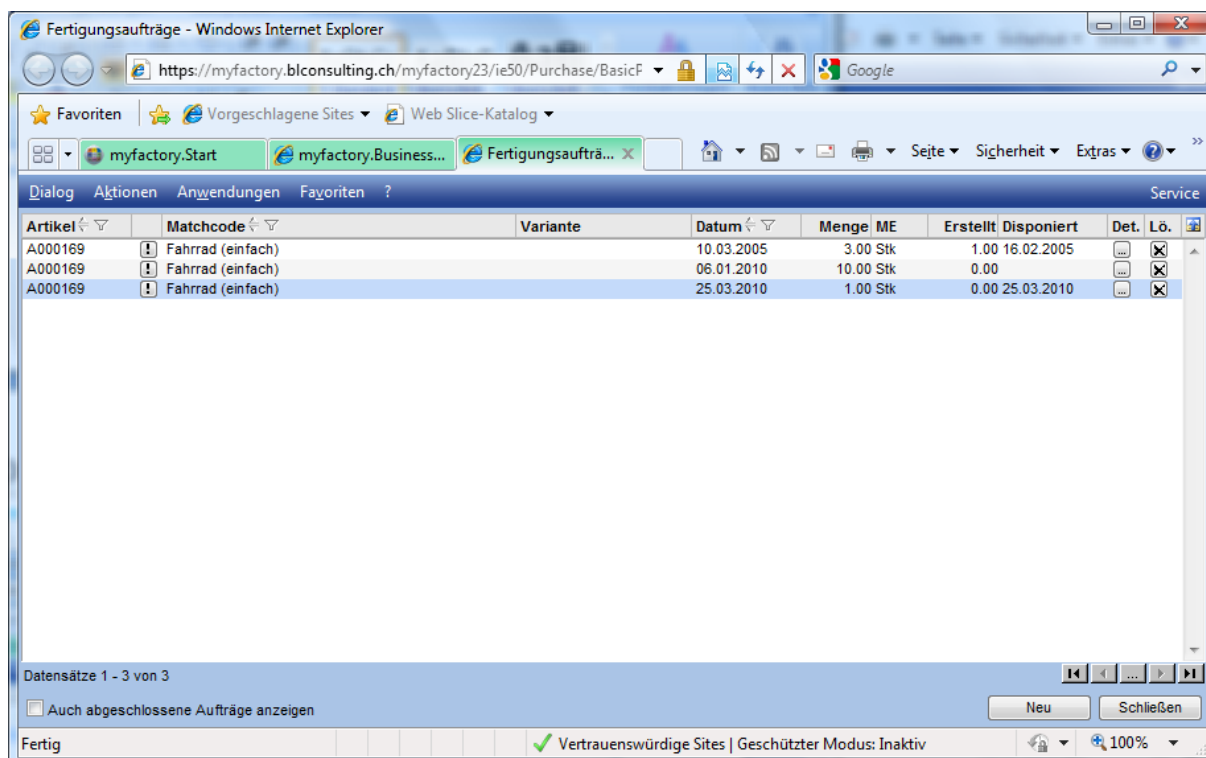 Fertigungsaufträge - Windows Internet Explorer
https://myfactory.blconsulting.ch/myfactory23/ie50/Purchase/BasicF Google
Favoriten Vorgeschlagene Sites Web Slice-Katalog
myfactory.Start myfactory.Business... Fertigungsaufträ... Seite Sicherheit Extras
Dialog Aktionen Anwendungen Favoriten ? Service
Artikel Matchcode Variante Datum Menge ME Erstellt Disponiert Det. Lö.
A000169 ! Fahrrad (einfach) 10.03.2005 3.00 Stk 1.00 16.02.2005 ...
A000169 ! Fahrrad (einfach) 06.01.2010 10.00 Stk 0.00 ...
A000169 ! Fahrrad (einfach) 25.03.2010 1.00 Stk 0.00 25.03.2010 ...
Datensätze 1 - 3 von 3 ...
Auch abgeschlossene Aufträge anzeigen Neu Schließen
Fertig Vertrauenswürdige Sites | Geschützter Modus: Inaktiv 100%